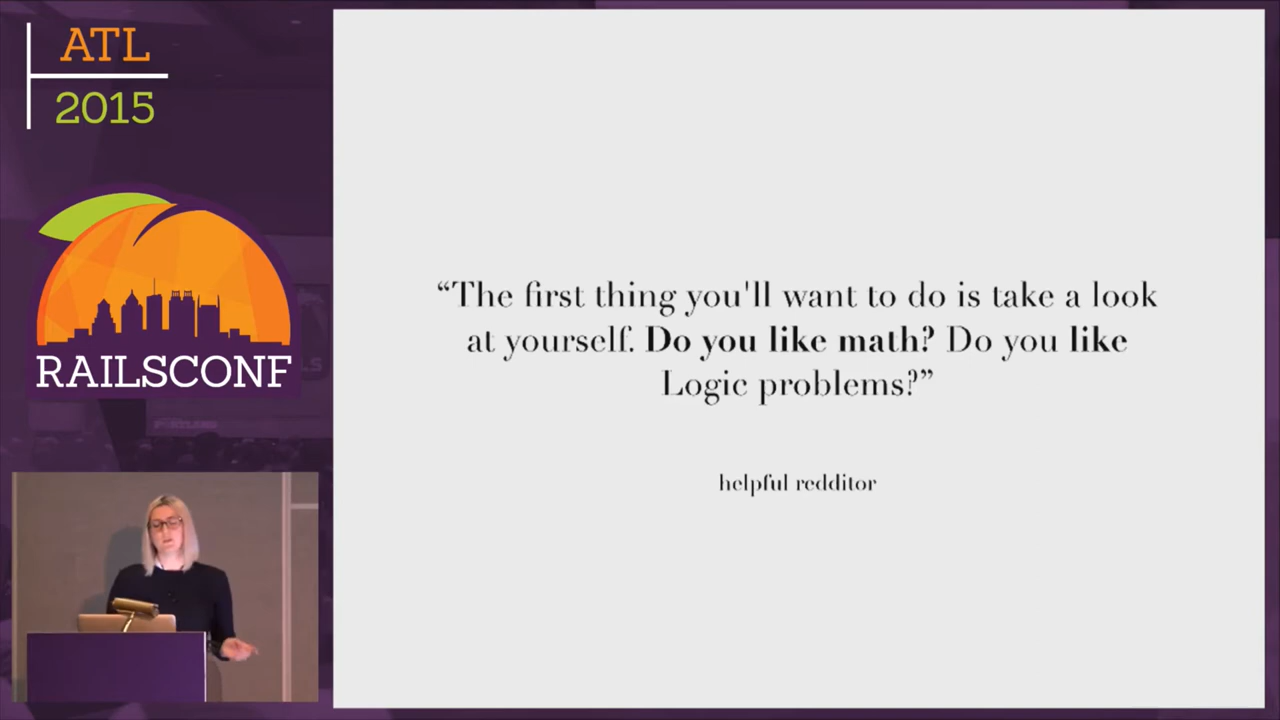 ATL
2015
RAILSCONF
“The first thing you'll want to do is take a look
at yourself. Do you like math? Do you like
Logic problems?”
helpful redditor